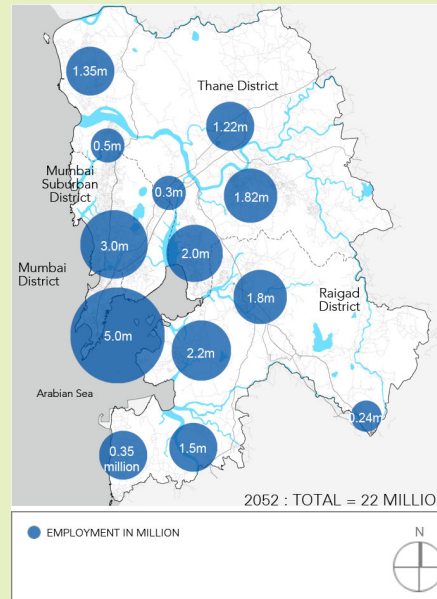 1.35m
Thane District
1.22m
0.5m
Mumbai
Suburban
District
0.3m
1.82m
3.0m
2.0m
Mumbai
District
1.8m
Raigad
District
5.0m
2.2m
Arabian Sea
0.24m
0.35
million
1.5m
2052 : TOTAL = 22 MILLIO
EMPLOYMENT IN MILLION
N